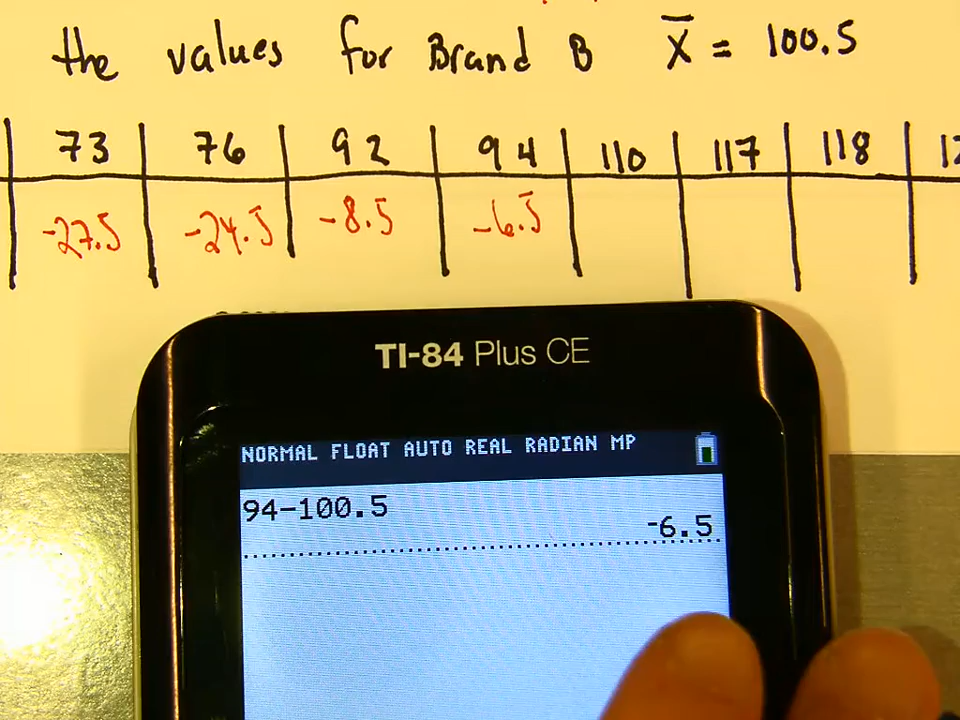 the values for Brand B x̄ = 100.5
73 76 92 94 110 117 118
-27.5 -24.5 -8.5 -6.5
TI-84 Plus CE
NORMAL FLOAT AUTO REAL RADIAN MP
94-100.5
-6.5